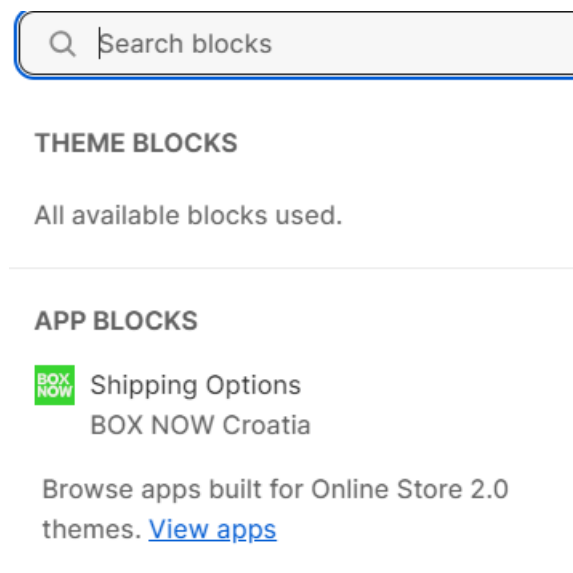 Search blocks
THEME BLOCKS
All available blocks used.
APP BLOCKS
BOX
NOW
Shipping Options
BOX NOW Croatia
Browse apps built for Online Store 2.0
themes. View apps